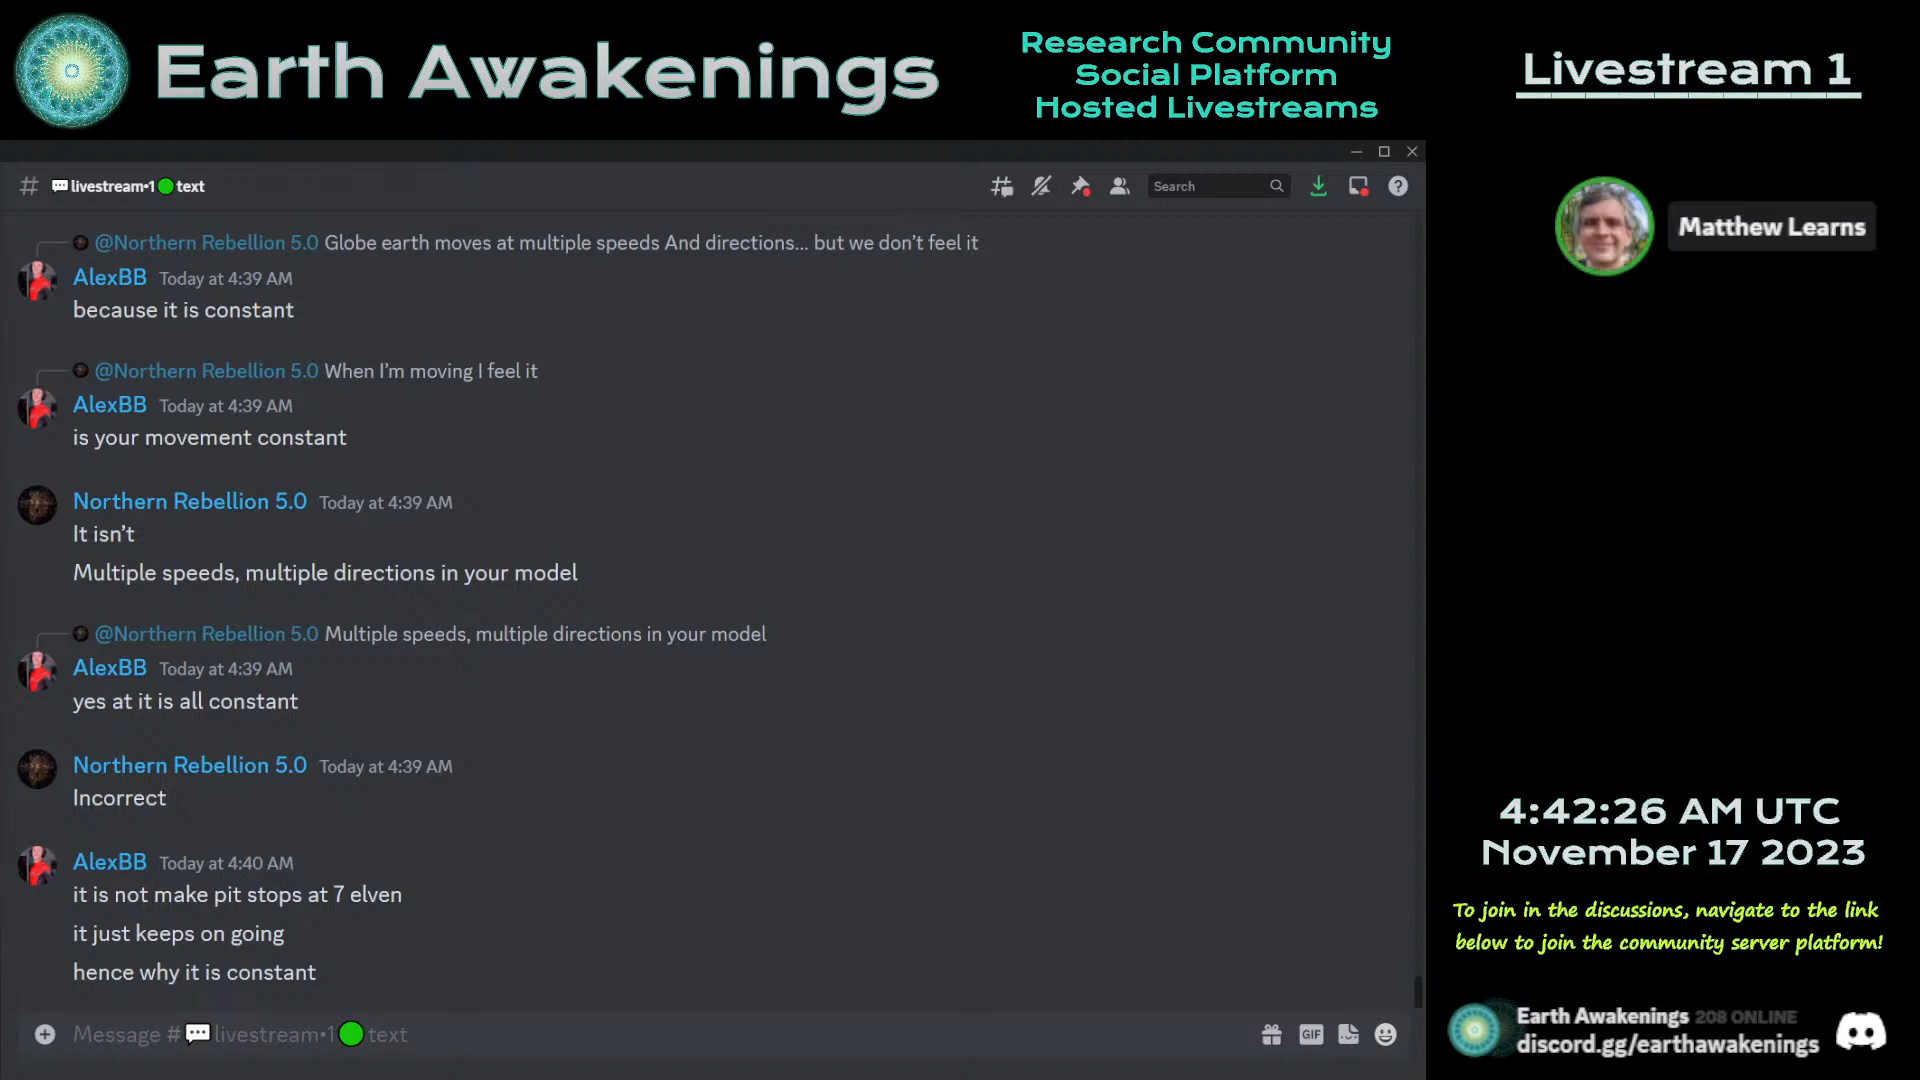 Earth Awakenings
Research Community
Social Platform
Hosted Livestreams
Livestream 1
livestream•1 text
Search
@Northern Rebellion 5.0 Globe earth moves at multiple speeds And directions... but we don't feel it
AlexBB Today at 4:39 AM
because it is constant
@Northern Rebellion 5.0 When I'm moving I feel it
AlexBB Today at 4:39 AM
is your movement constant
Northern Rebellion 5.0 Today at 4:39 AM
It isn't
Multiple speeds, multiple directions in your model
@Northern Rebellion 5.0 Multiple speeds, multiple directions in your model
AlexBB Today at 4:39 AM
yes at it is all constant
Northern Rebellion 5.0 Today at 4:39 AM
Incorrect
AlexBB Today at 4:40 AM
it is not make pit stops at 7 elven
it just keeps on going
hence why it is constant
Message # livestream•1 text
GIF
Matthew Learns
4:42:26 AM UTC
November 17 2023
To join in the discussions, navigate to the link
below to join the community server platform!
Earth Awakenings 208 ONLINE
discord.gg/earthawakenings